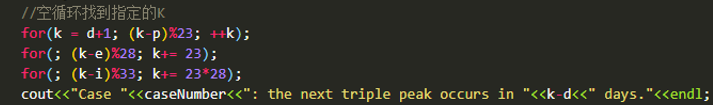 //空循环找到指定的K
for(k = d+1; (k-p)%23; ++k);
for(; (k-e)%28; k+= 23);
for(; (k-i)%33; k+= 23*28);
cout<<"Case "<<caseNumber<<": the next triple peak occurs in "<<k-d<<" days."<<endl;